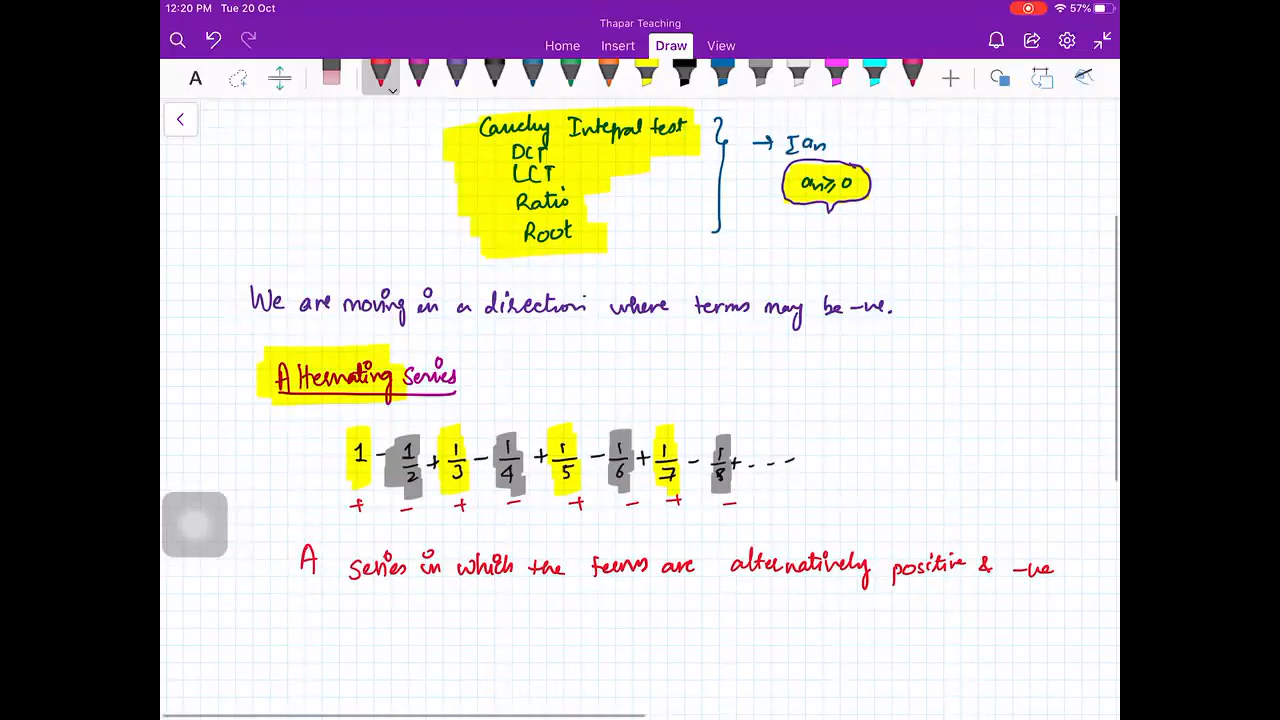 12:20 PM Tue 20 Oct 57%
Thapar Teaching
Home Insert Draw View
A
Cauchy Integral test
DCT
LCT
Ratio
Root
→ Σan
an ≥ 0
We are moving in a direction where terms may be -ve.
Alternating Series
1 - 1/2 + 1/3 - 1/4 + 1/5 - 1/6 + 1/7 - 1/8 + ----
+ - + - + - + -
A series in which the terms are alternatively positive & -ve